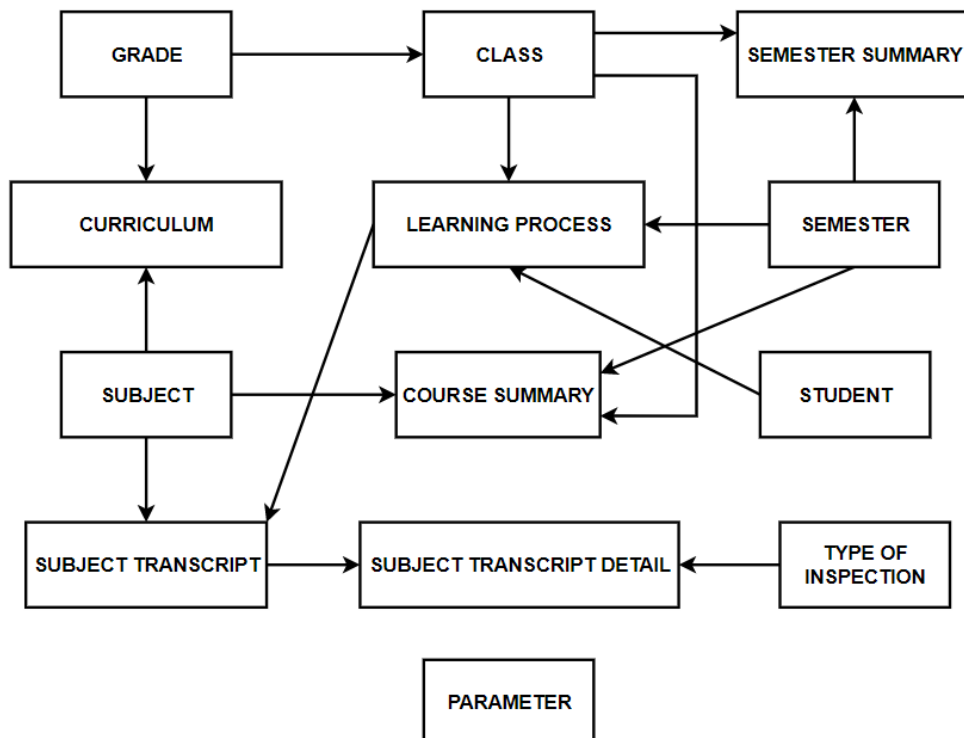 GRADE
CLASS
SEMESTER SUMMARY
CURRICULUM
LEARNING PROCESS
SEMESTER
SUBJECT
COURSE SUMMARY
STUDENT
SUBJECT TRANSCRIPT
SUBJECT TRANSCRIPT DETAIL
TYPE OF
INSPECTION
PARAMETER